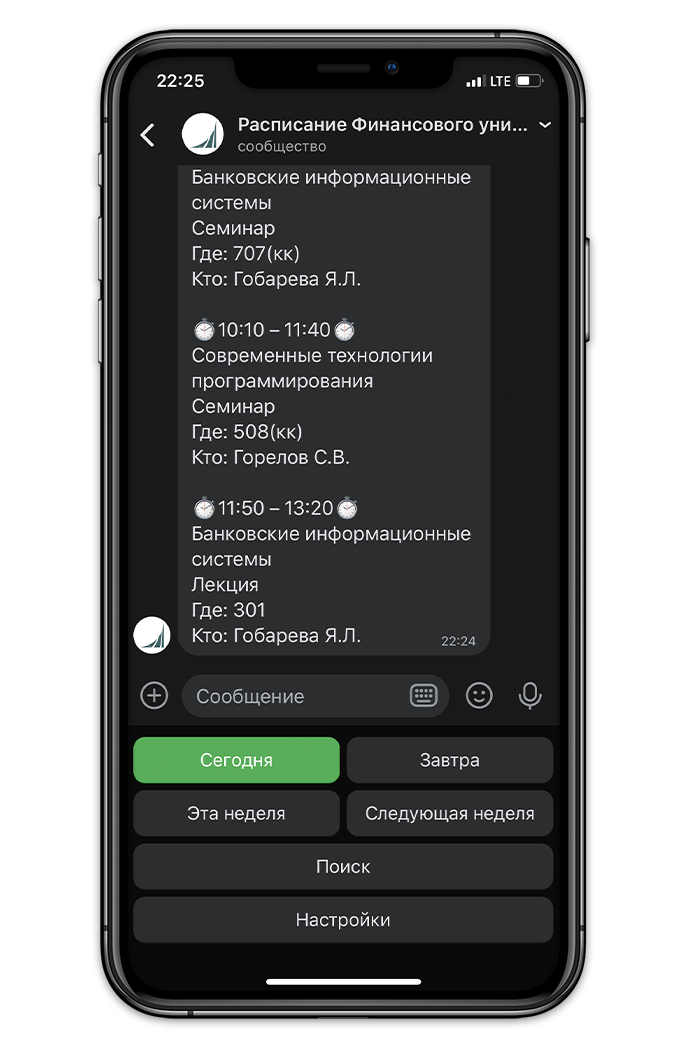 22:25
LTE
Расписание Финансового уни...
сообщество
Банковские информационные
системы
Семинар
Где: 707(кк)
Кто: Гобарева Я.Л.
⏱10:10 – 11:40⏱
Современные технологии
программирования
Семинар
Где: 508(кк)
Кто: Горелов С.В.
⏱11:50 – 13:20⏱
Банковские информационные
системы
Лекция
Где: 301
Кто: Гобарева Я.Л.
22:24
Сообщение
Сегодня
Завтра
Эта неделя
Следующая неделя
Поиск
Настройки